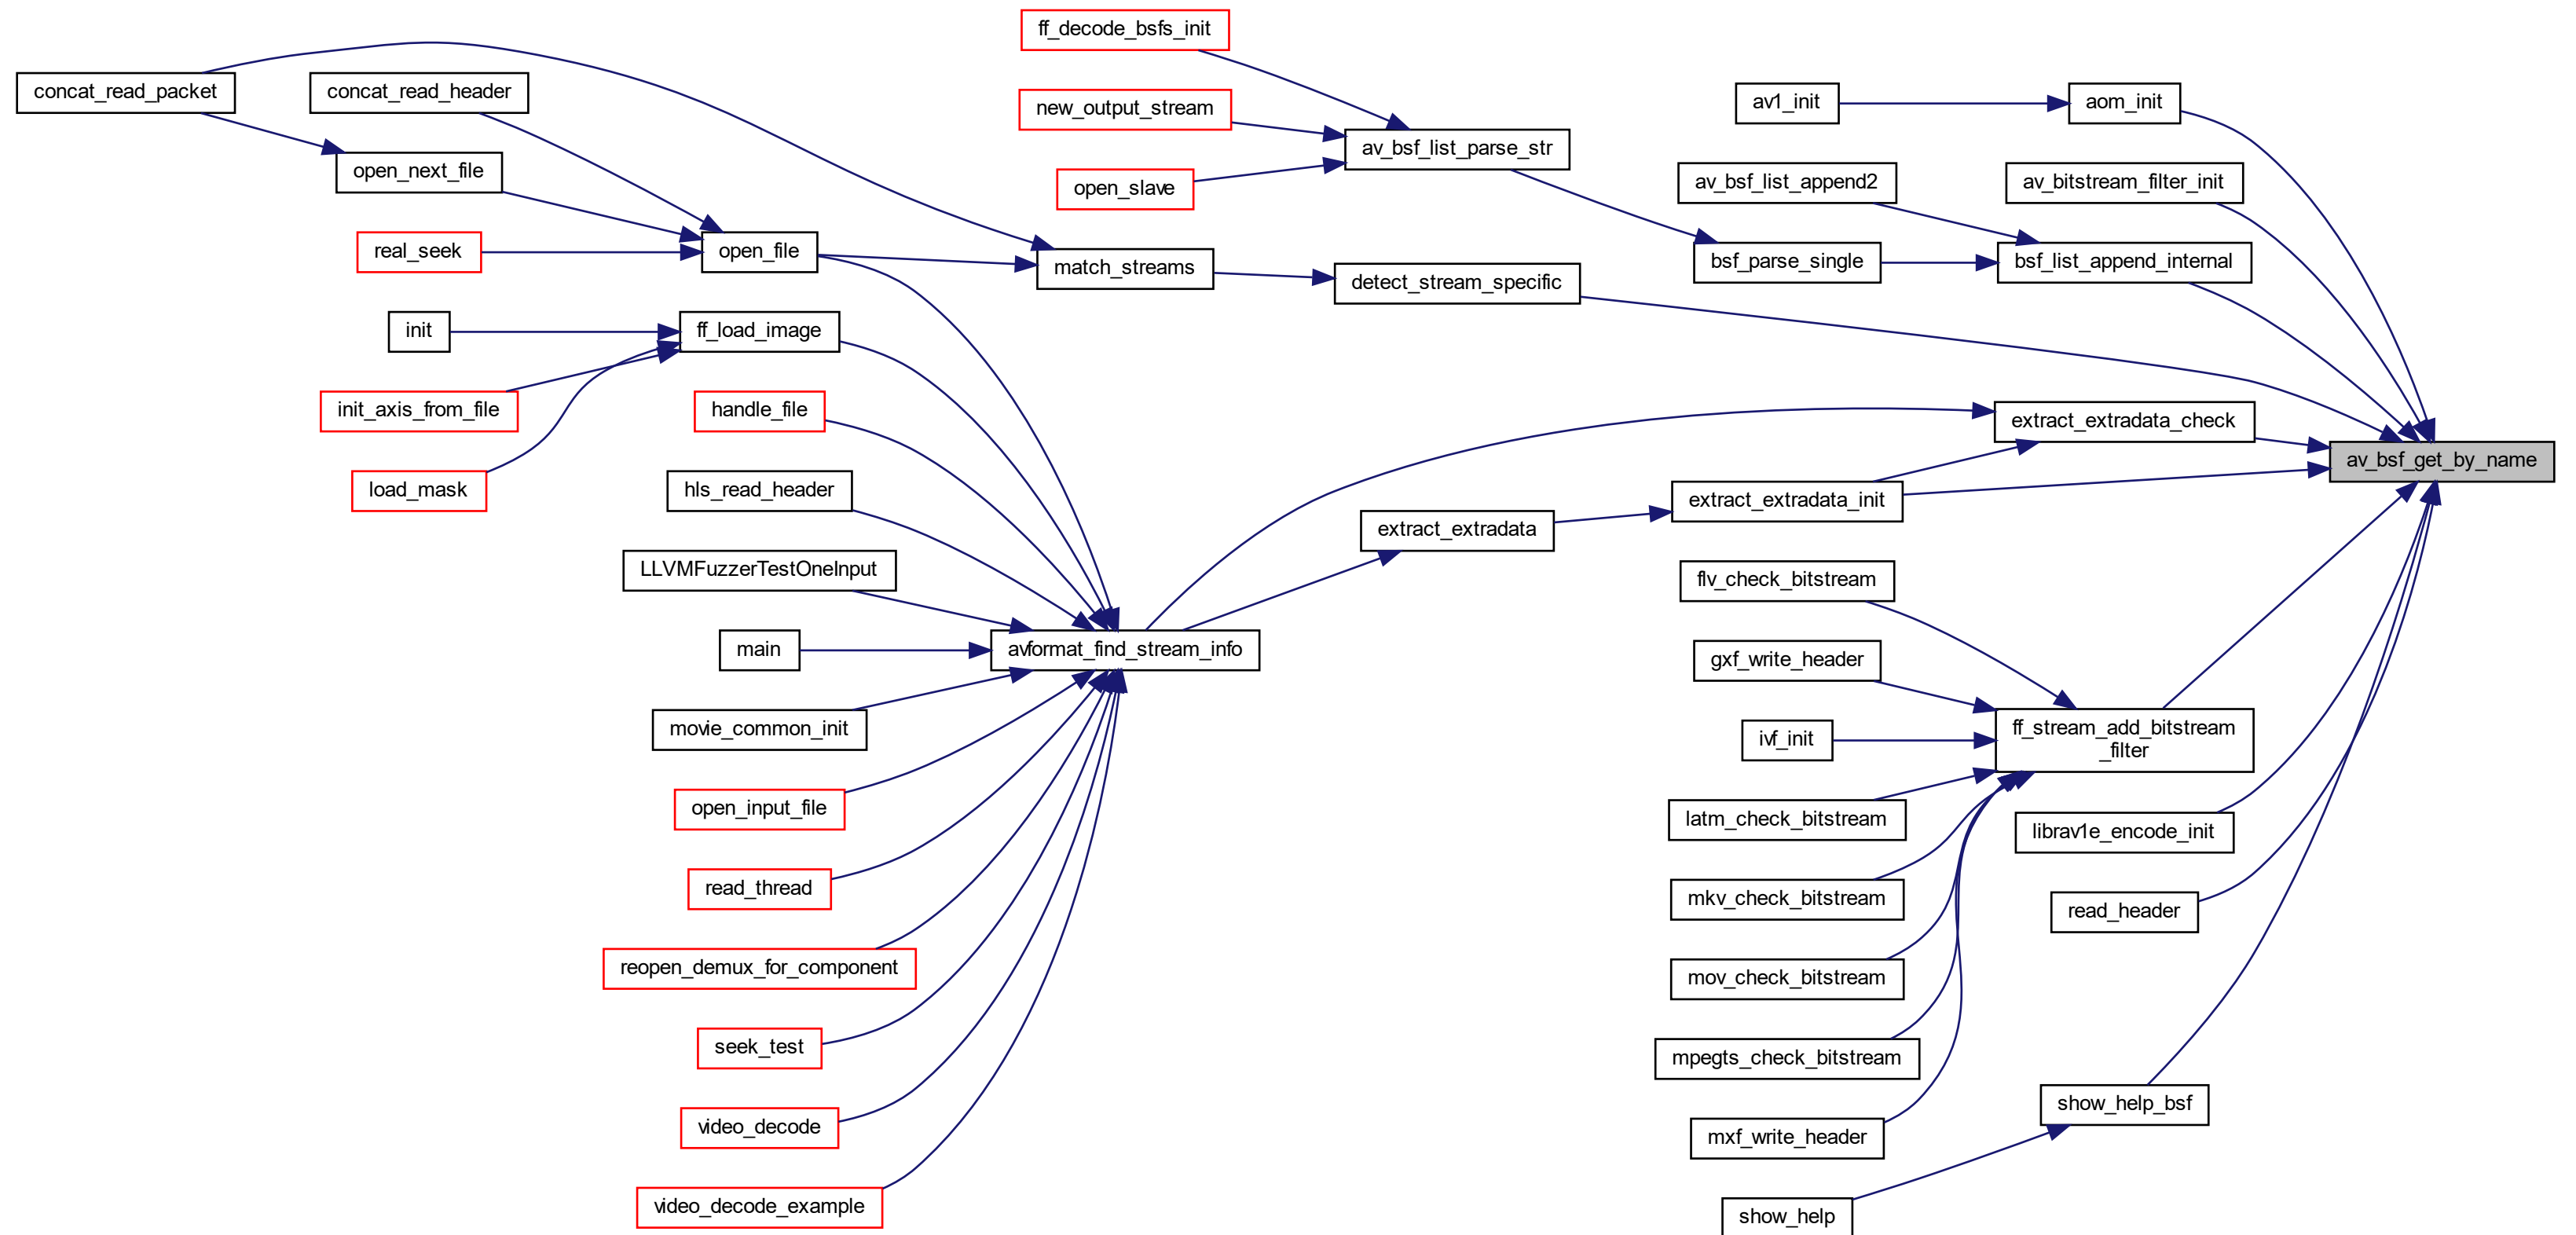 ff_decode_bsfs_init
concat_read_packet
concat_read_header
new_output_stream
av1_init
aom_init
open_next_file
av_bsf_list_parse_str
open_slave
av_bsf_list_append2
av_bitstream_filter_init
real_seek
open_file
match_streams
detect_stream_specific
bsf_parse_single
bsf_list_append_internal
init
ff_load_image
init_axis_from_file
handle_file
extract_extradata_check
av_bsf_get_by_name
load_mask
hls_read_header
extract_extradata
extract_extradata_init
LLVMFuzzerTestOneInput
flv_check_bitstream
main
avformat_find_stream_info
gxf_write_header
movie_common_init
ivf_init
ff_stream_add_bitstream
_filter
open_input_file
latm_check_bitstream
librav1e_encode_init
read_thread
mkv_check_bitstream
read_header
reopen_demux_for_component
mov_check_bitstream
seek_test
mpegts_check_bitstream
video_decode
mxf_write_header
show_help_bsf
video_decode_example
show_help